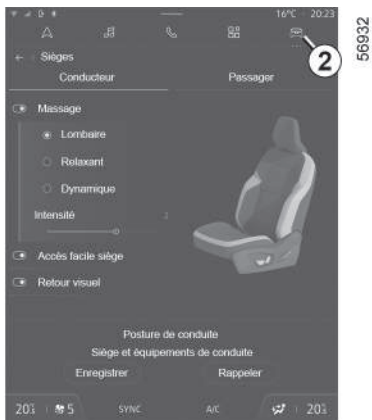 16°C 20:23
Sièges
2
Conducteur Passager
Massage
Lombaire
Relaxant
Dynamique
Intensité
Accès facile siège
Retour visuel
Posture de conduite
Siège et équipements de conduite
Enregistrer Rappeler
5 SYNC A/C
56932